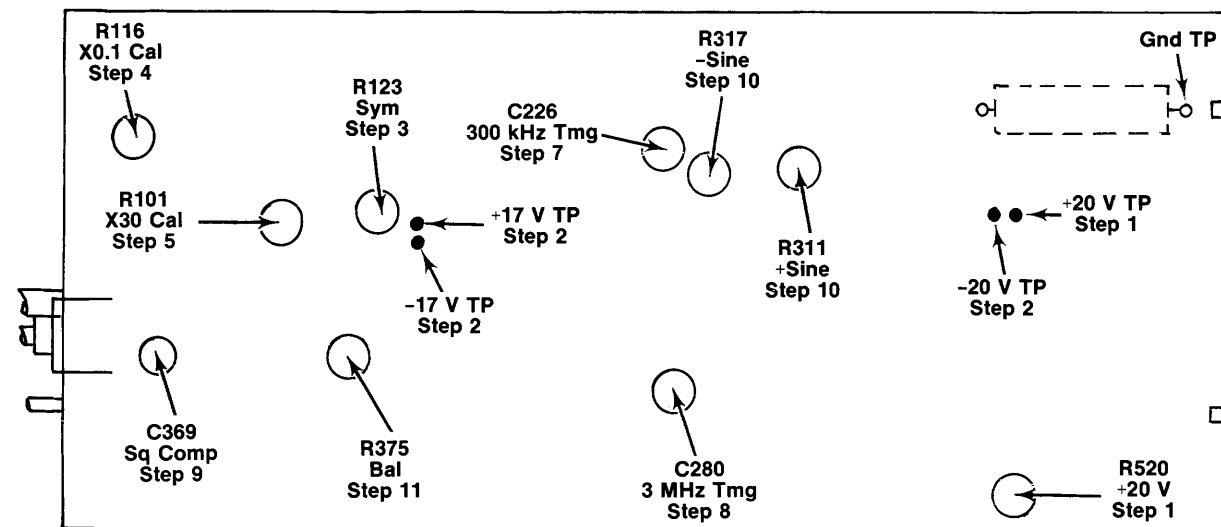 R116
X0.1 Cal
Step 4
R123
Sym
Step 3
C226
300 kHz Tmg
Step 7
R317
-Sine
Step 10
Gnd TP
R101
X30 Cal
Step 5
+17 V TP
Step 2
-17 V TP
Step 2
R311
+Sine
Step 10
+20 V TP
Step 1
-20 V TP
Step 2
C369
Sq Comp
Step 9
R375
Bal
Step 11
C280
3 MHz Tmg
Step 8
R520
+20 V
Step 1